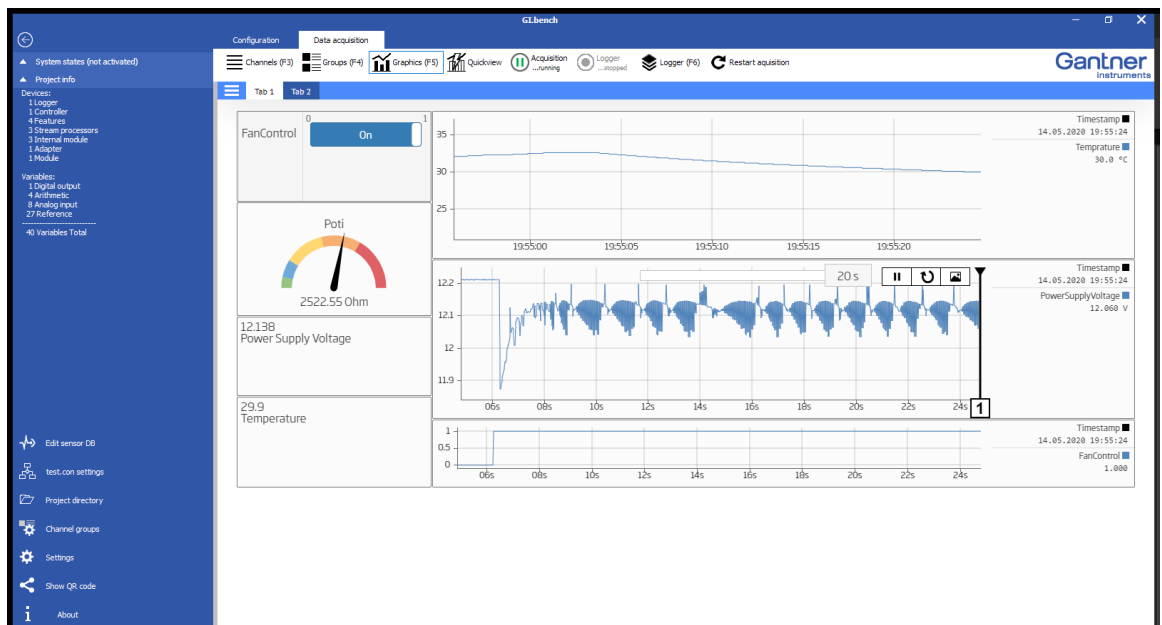 GI.bench
Configuration
Data acquisition
System states (not activated)
Project info
Devices:
1 Logger
1 Controller
4 Features
3 Stream processors
3 Internal module
1 Adapter
1 Module
Variables:
1 Digital output
4 Arithmetic
8 Analog input
27 Reference
------------------------
40 Variables Total
Edit sensor DB
test.con settings
Project directory
Channel groups
Settings
Show QR code
About
Channels (F3)
Groups (F4)
Graphics (F5)
Quickview
Acquisition
...running
Logger
...stopped
Logger (F6)
Restart aquisition
Gantner
instruments
Tab 1
Tab 2
FanControl
0
1
On
Poti
2522.55 Ohm
12.138
Power Supply Voltage
29.9
Temperature
35
30
25
19:55:00
19:55:05
19:55:10
19:55:15
19:55:20
Timestamp
14.05.2020 19:55:24
Temprature
30.0 °C
20 s
12.2
12.1
12
11.9
06s
08s
10s
12s
14s
16s
18s
20s
22s
24s
1
Timestamp
14.05.2020 19:55:24
PowerSupplyVoltage
12.060 V
1
0.5
0
06s
08s
10s
12s
14s
16s
18s
20s
22s
24s
Timestamp
14.05.2020 19:55:24
FanControl
1.000